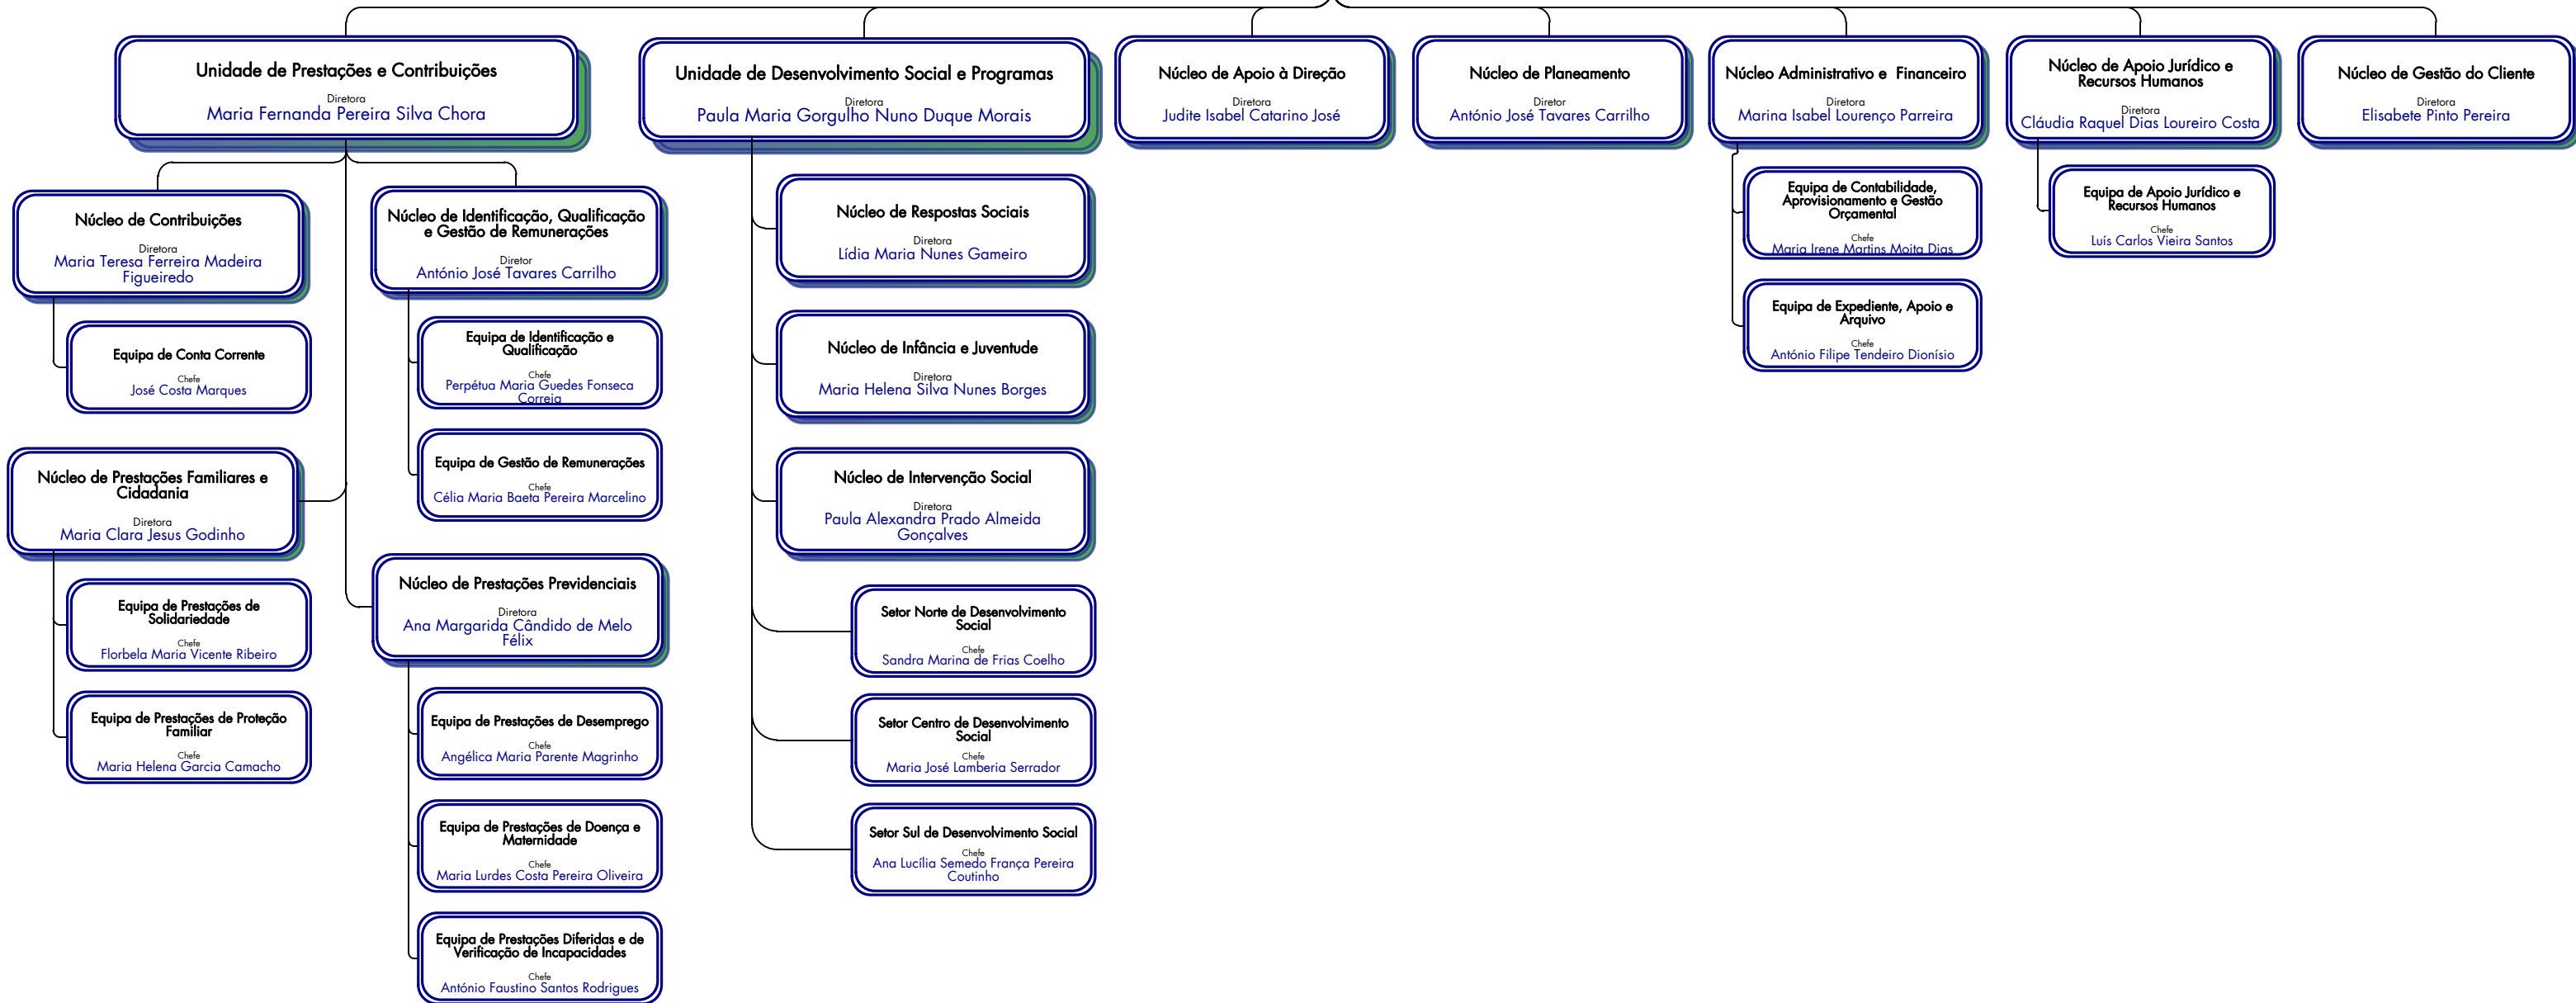 Unidade de Prestações e Contribuições
Diretora
Maria Fernanda Pereira Silva Chora
Unidade de Desenvolvimento Social e Programas
Diretora
Paula Maria Gorgulho Nuno Duque Morais
Núcleo de Apoio à Direção
Diretora
Judite Isabel Catarino José
Núcleo de Planeamento
Diretor
António José Tavares Carrilho
Núcleo Administrativo e Financeiro
Diretora
Marina Isabel Lourenço Parreira
Núcleo de Apoio Jurídico e
Recursos Humanos
Diretora
Cláudia Raquel Dias Loureiro Costa
Núcleo de Gestão do Cliente
Diretora
Elisabete Pinto Pereira
Núcleo de Contribuições
Diretora
Maria Teresa Ferreira Madeira
Figueiredo
Equipa de Conta Corrente
Chefe
José Costa Marques
Núcleo de Prestações Familiares e
Cidadania
Diretora
Maria Clara Jesus Godinho
Equipa de Prestações de
Solidariedade
Chefe
Florbela Maria Vicente Ribeiro
Equipa de Prestações de Proteção
Familiar
Chefe
Maria Helena Garcia Camacho
Núcleo de Identificação, Qualificação
e Gestão de Remunerações
Diretor
António José Tavares Carrilho
Equipa de Identificação e
Qualificação
Chefe
Perpétua Maria Guedes Fonseca
Correia
Equipa de Gestão de Remunerações
Chefe
Célia Maria Baeta Pereira Marcelino
Núcleo de Prestações Previdenciais
Diretora
Ana Margarida Cândido de Melo
Félix
Equipa de Prestações de Desemprego
Chefe
Angélica Maria Parente Magrinho
Equipa de Prestações de Doença e
Maternidade
Chefe
Maria Lurdes Costa Pereira Oliveira
Equipa de Prestações Diferidas e de
Verificação de Incapacidades
Chefe
António Faustino Santos Rodrigues
Núcleo de Respostas Sociais
Diretora
Lídia Maria Nunes Gameiro
Núcleo de Infância e Juventude
Diretora
Maria Helena Silva Nunes Borges
Núcleo de Intervenção Social
Diretora
Paula Alexandra Prado Almeida
Gonçalves
Setor Norte de Desenvolvimento
Social
Chefe
Sandra Marina de Frias Coelho
Setor Centro de Desenvolvimento
Social
Chefe
Maria José Lamberia Serrador
Setor Sul de Desenvolvimento Social
Chefe
Ana Lucília Semedo França Pereira
Coutinho
Equipa de Contabilidade,
Aprovisionamento e Gestão
Orçamental
Chefe
Maria Irene Martins Moita Dias
Equipa de Expediente, Apoio e
Arquivo
Chefe
António Filipe Tendeiro Dionísio
Equipa de Apoio Jurídico e
Recursos Humanos
Chefe
Luís Carlos Vieira Santos